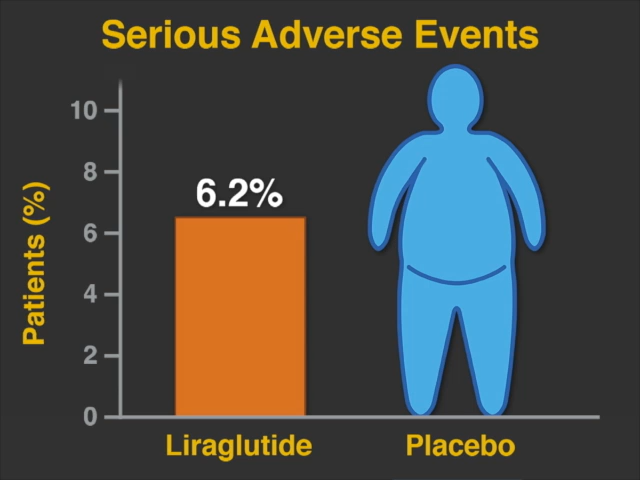 Serious Adverse Events
Patients (%)
10
8
6
4
2
0
6.2%
Liraglutide
Placebo